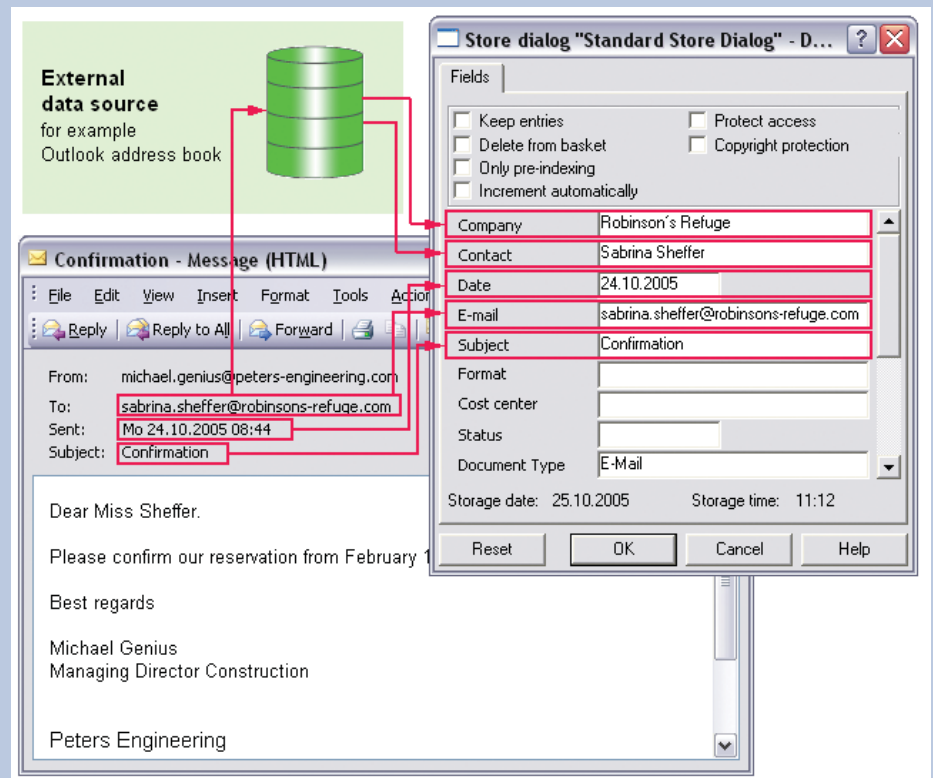 External
data source
for example
Outlook address book
Store dialog "Standard Store Dialog" - D...
Fields
Keep entries
Protect access
Delete from basket
Copyright protection
Only pre-indexing
Increment automatically
Company Robinson´s Refuge
Contact Sabrina Sheffer
Date 24.10.2005
E-mail sabrina.sheffer@robinsons-refuge.com
Subject Confirmation
Format
Cost center
Status
Document Type E-Mail
Storage date: 25.10.2005 Storage time: 11:12
Reset OK Cancel Help
Confirmation - Message (HTML)
File Edit View Insert Format Tools
Reply Reply to All Forward
From: michael.genius@peters-engineering.com
To: sabrina.sheffer@robinsons-refuge.com
Sent: Mo 24.10.2005 08:44
Subject: Confirmation
Dear Miss Sheffer.
Please confirm our reservation from February
Best regards
Michael Genius
Managing Director Construction
Peters Engineering